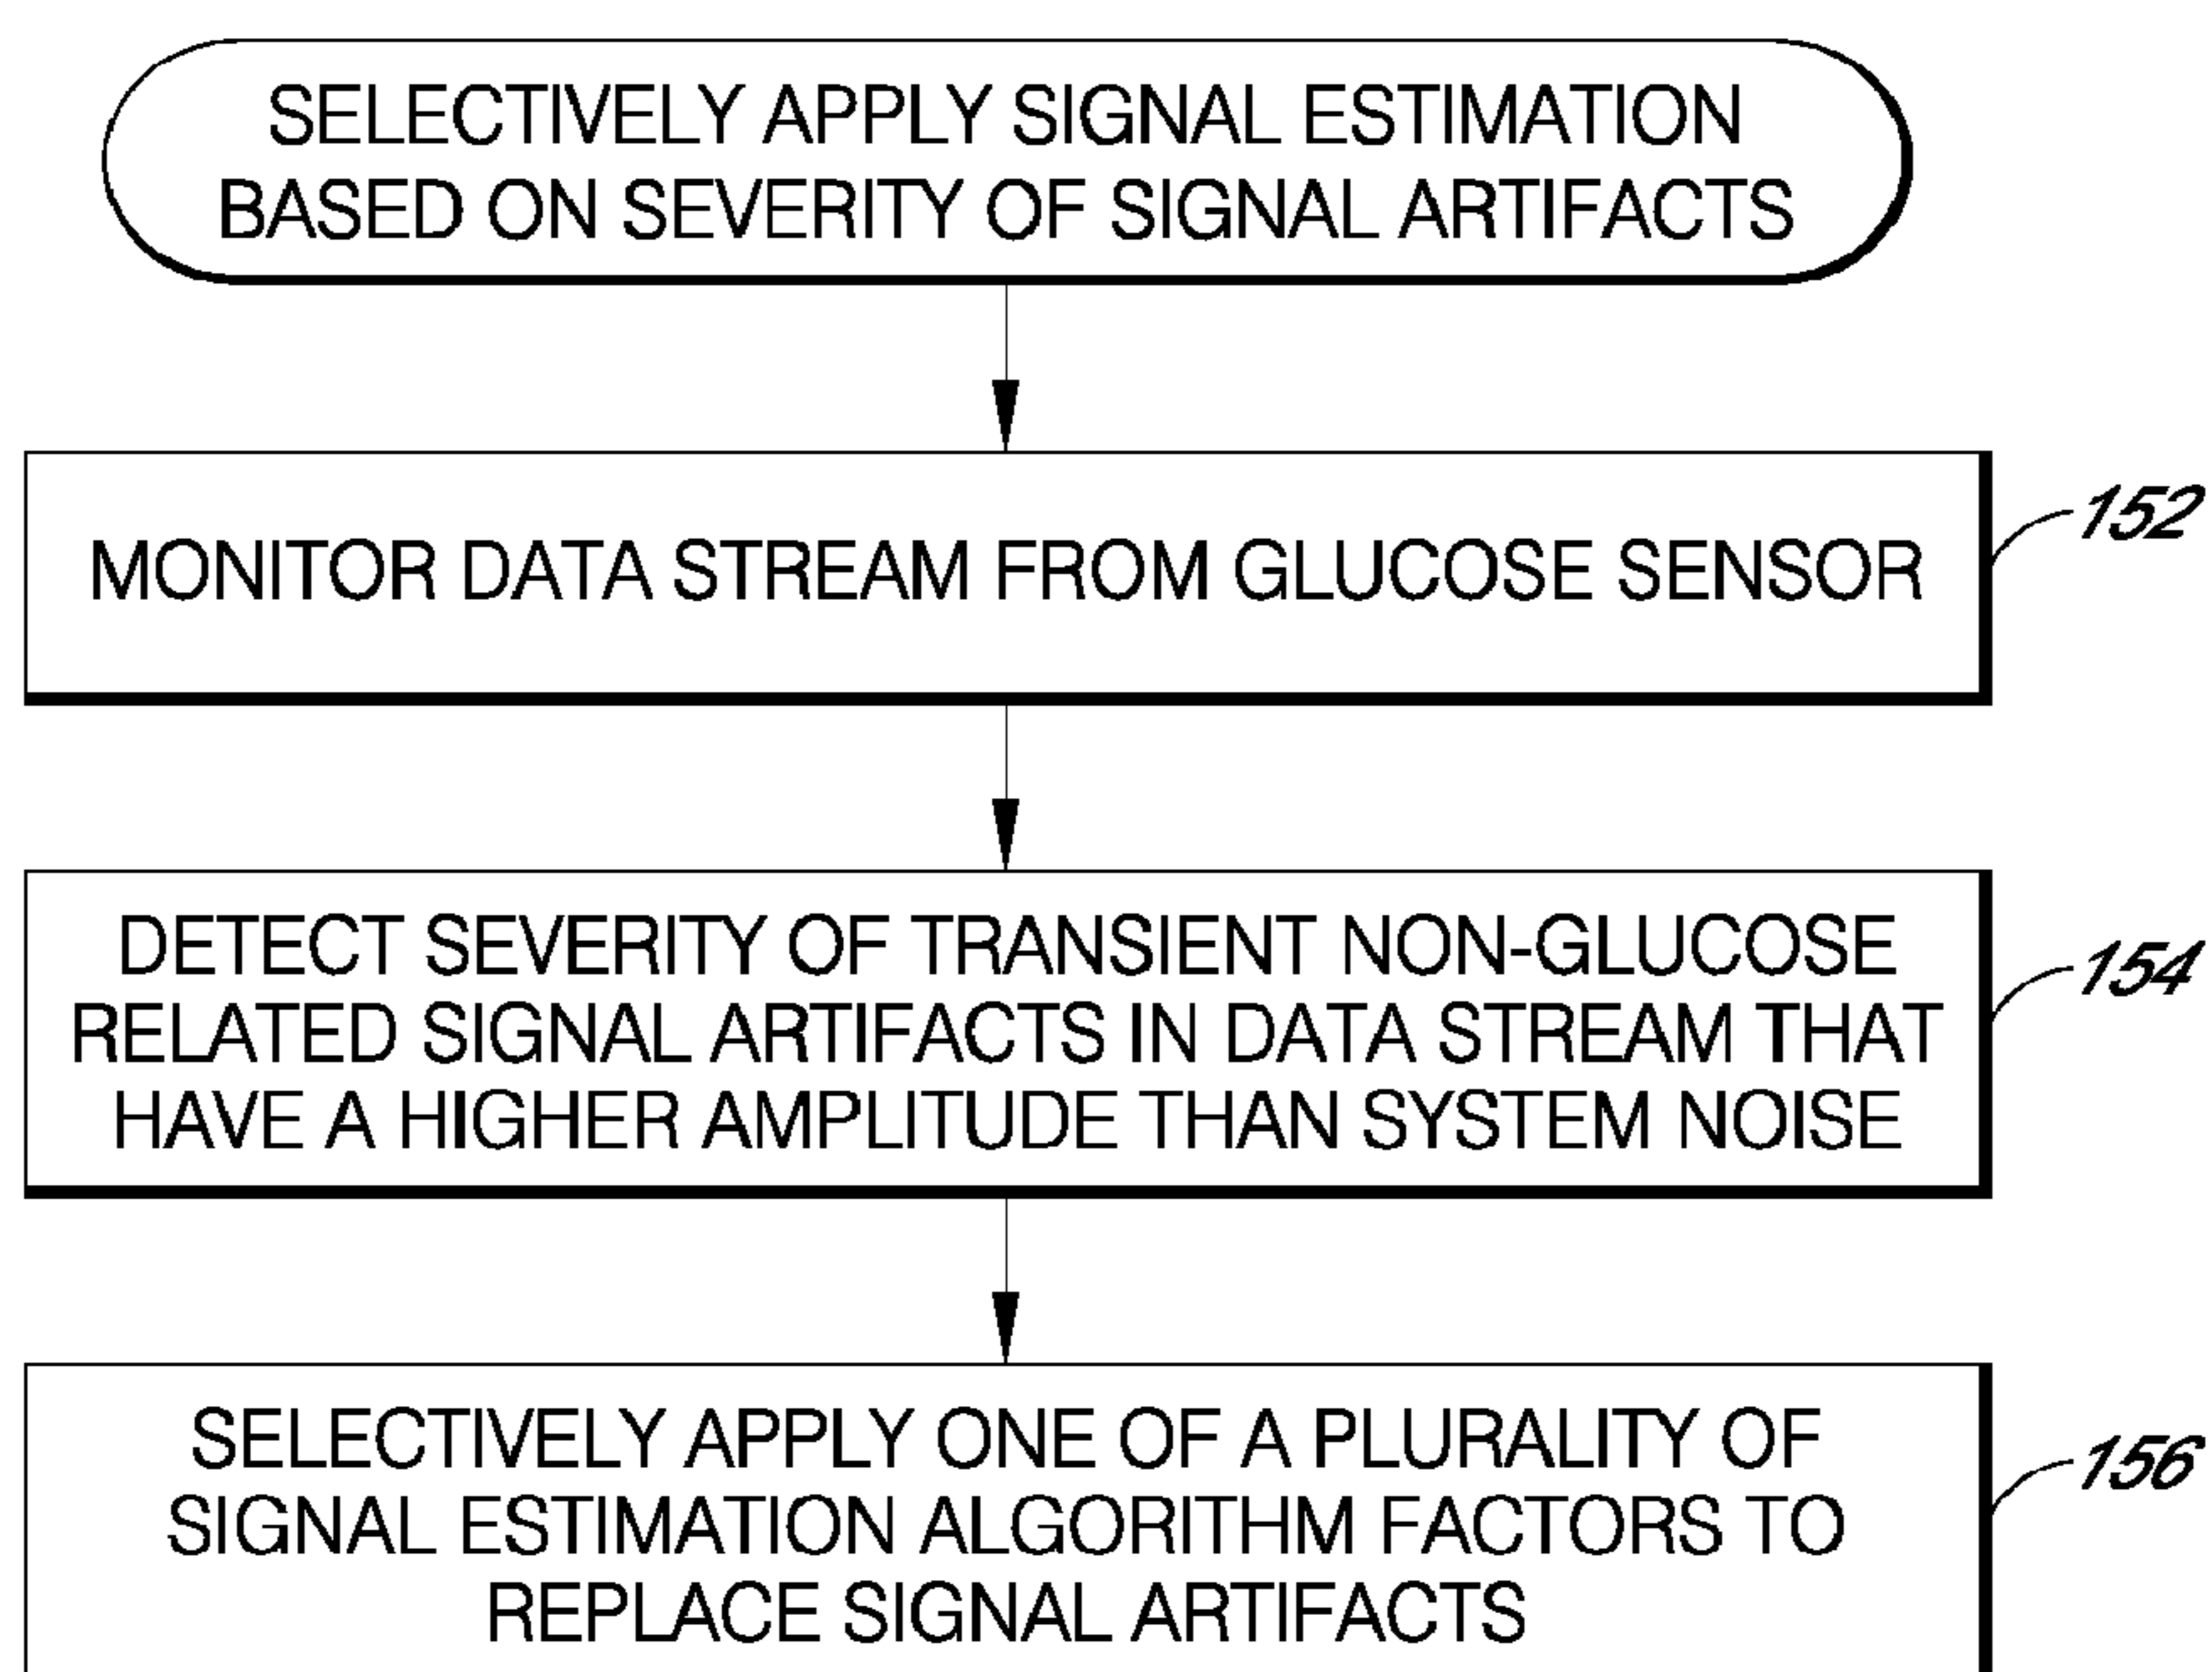 SELECTIVELY APPLY SIGNAL ESTIMATION
BASED ON SEVERITY OF SIGNAL ARTIFACTS
MONITOR DATA STREAM FROM GLUCOSE SENSOR
152
DETECT SEVERITY OF TRANSIENT NON-GLUCOSE
RELATED SIGNAL ARTIFACTS IN DATA STREAM THAT
HAVE A HIGHER AMPLITUDE THAN SYSTEM NOISE
154
SELECTIVELY APPLY ONE OF A PLURALITY OF
SIGNAL ESTIMATION ALGORITHM FACTORS TO
REPLACE SIGNAL ARTIFACTS
156